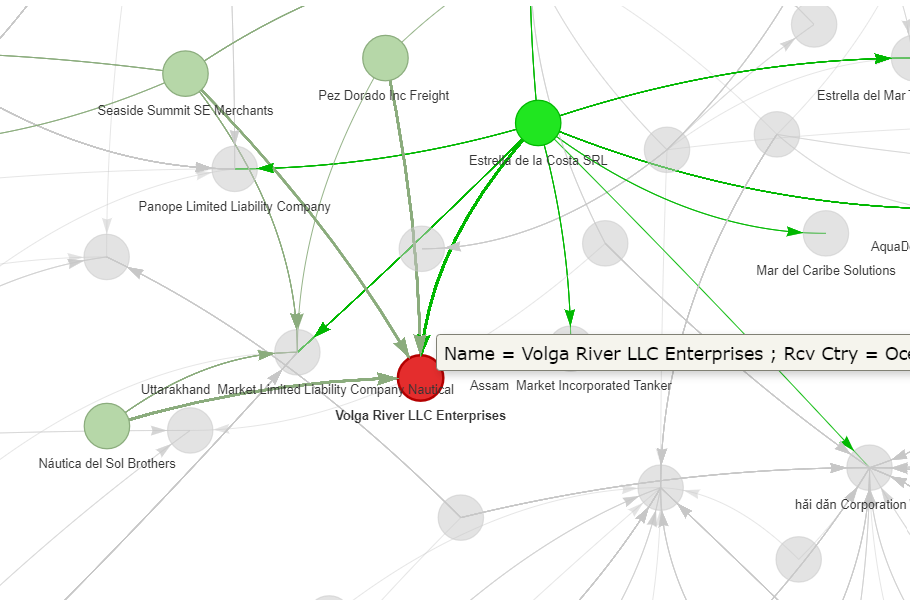 Seaside Summit SE Merchants
Pez Dorado Inc Freight
Estrella del Mar
Estrella de la Costa SRL
Panope Limited Liability Company
AquaD
Mar del Caribe Solutions
Name = Volga River LLC Enterprises ; Rcv Ctry = Oce
Uttarakhand Market Limited Liability Company Nautical
Assam Market Incorporated Tanker
Volga River LLC Enterprises
Náutica del Sol Brothers
hǎi dǎn Corporation